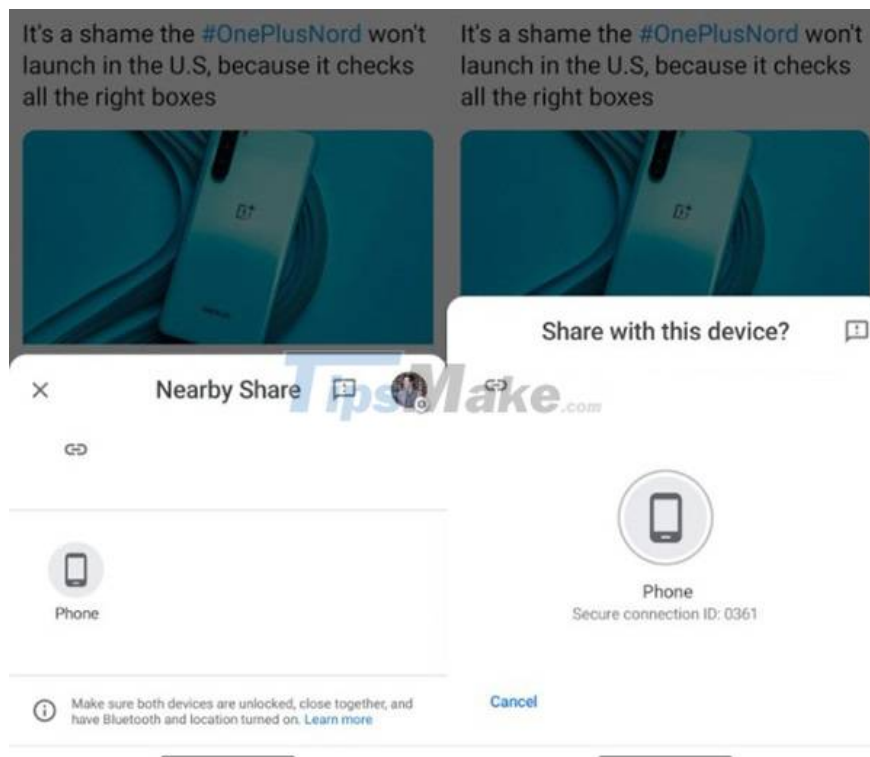 It's a shame the #OnePlusNord won't
launch in the U.S, because it checks
all the right boxes
Nearby Share
Phone
Make sure both devices are unlocked, close together, and
have Bluetooth and location turned on. Learn more
It's a shame the #OnePlusNord won't
launch in the U.S, because it checks
all the right boxes
Share with this device?
Phone
Secure connection ID: 0361
Cancel
TipsMake.com